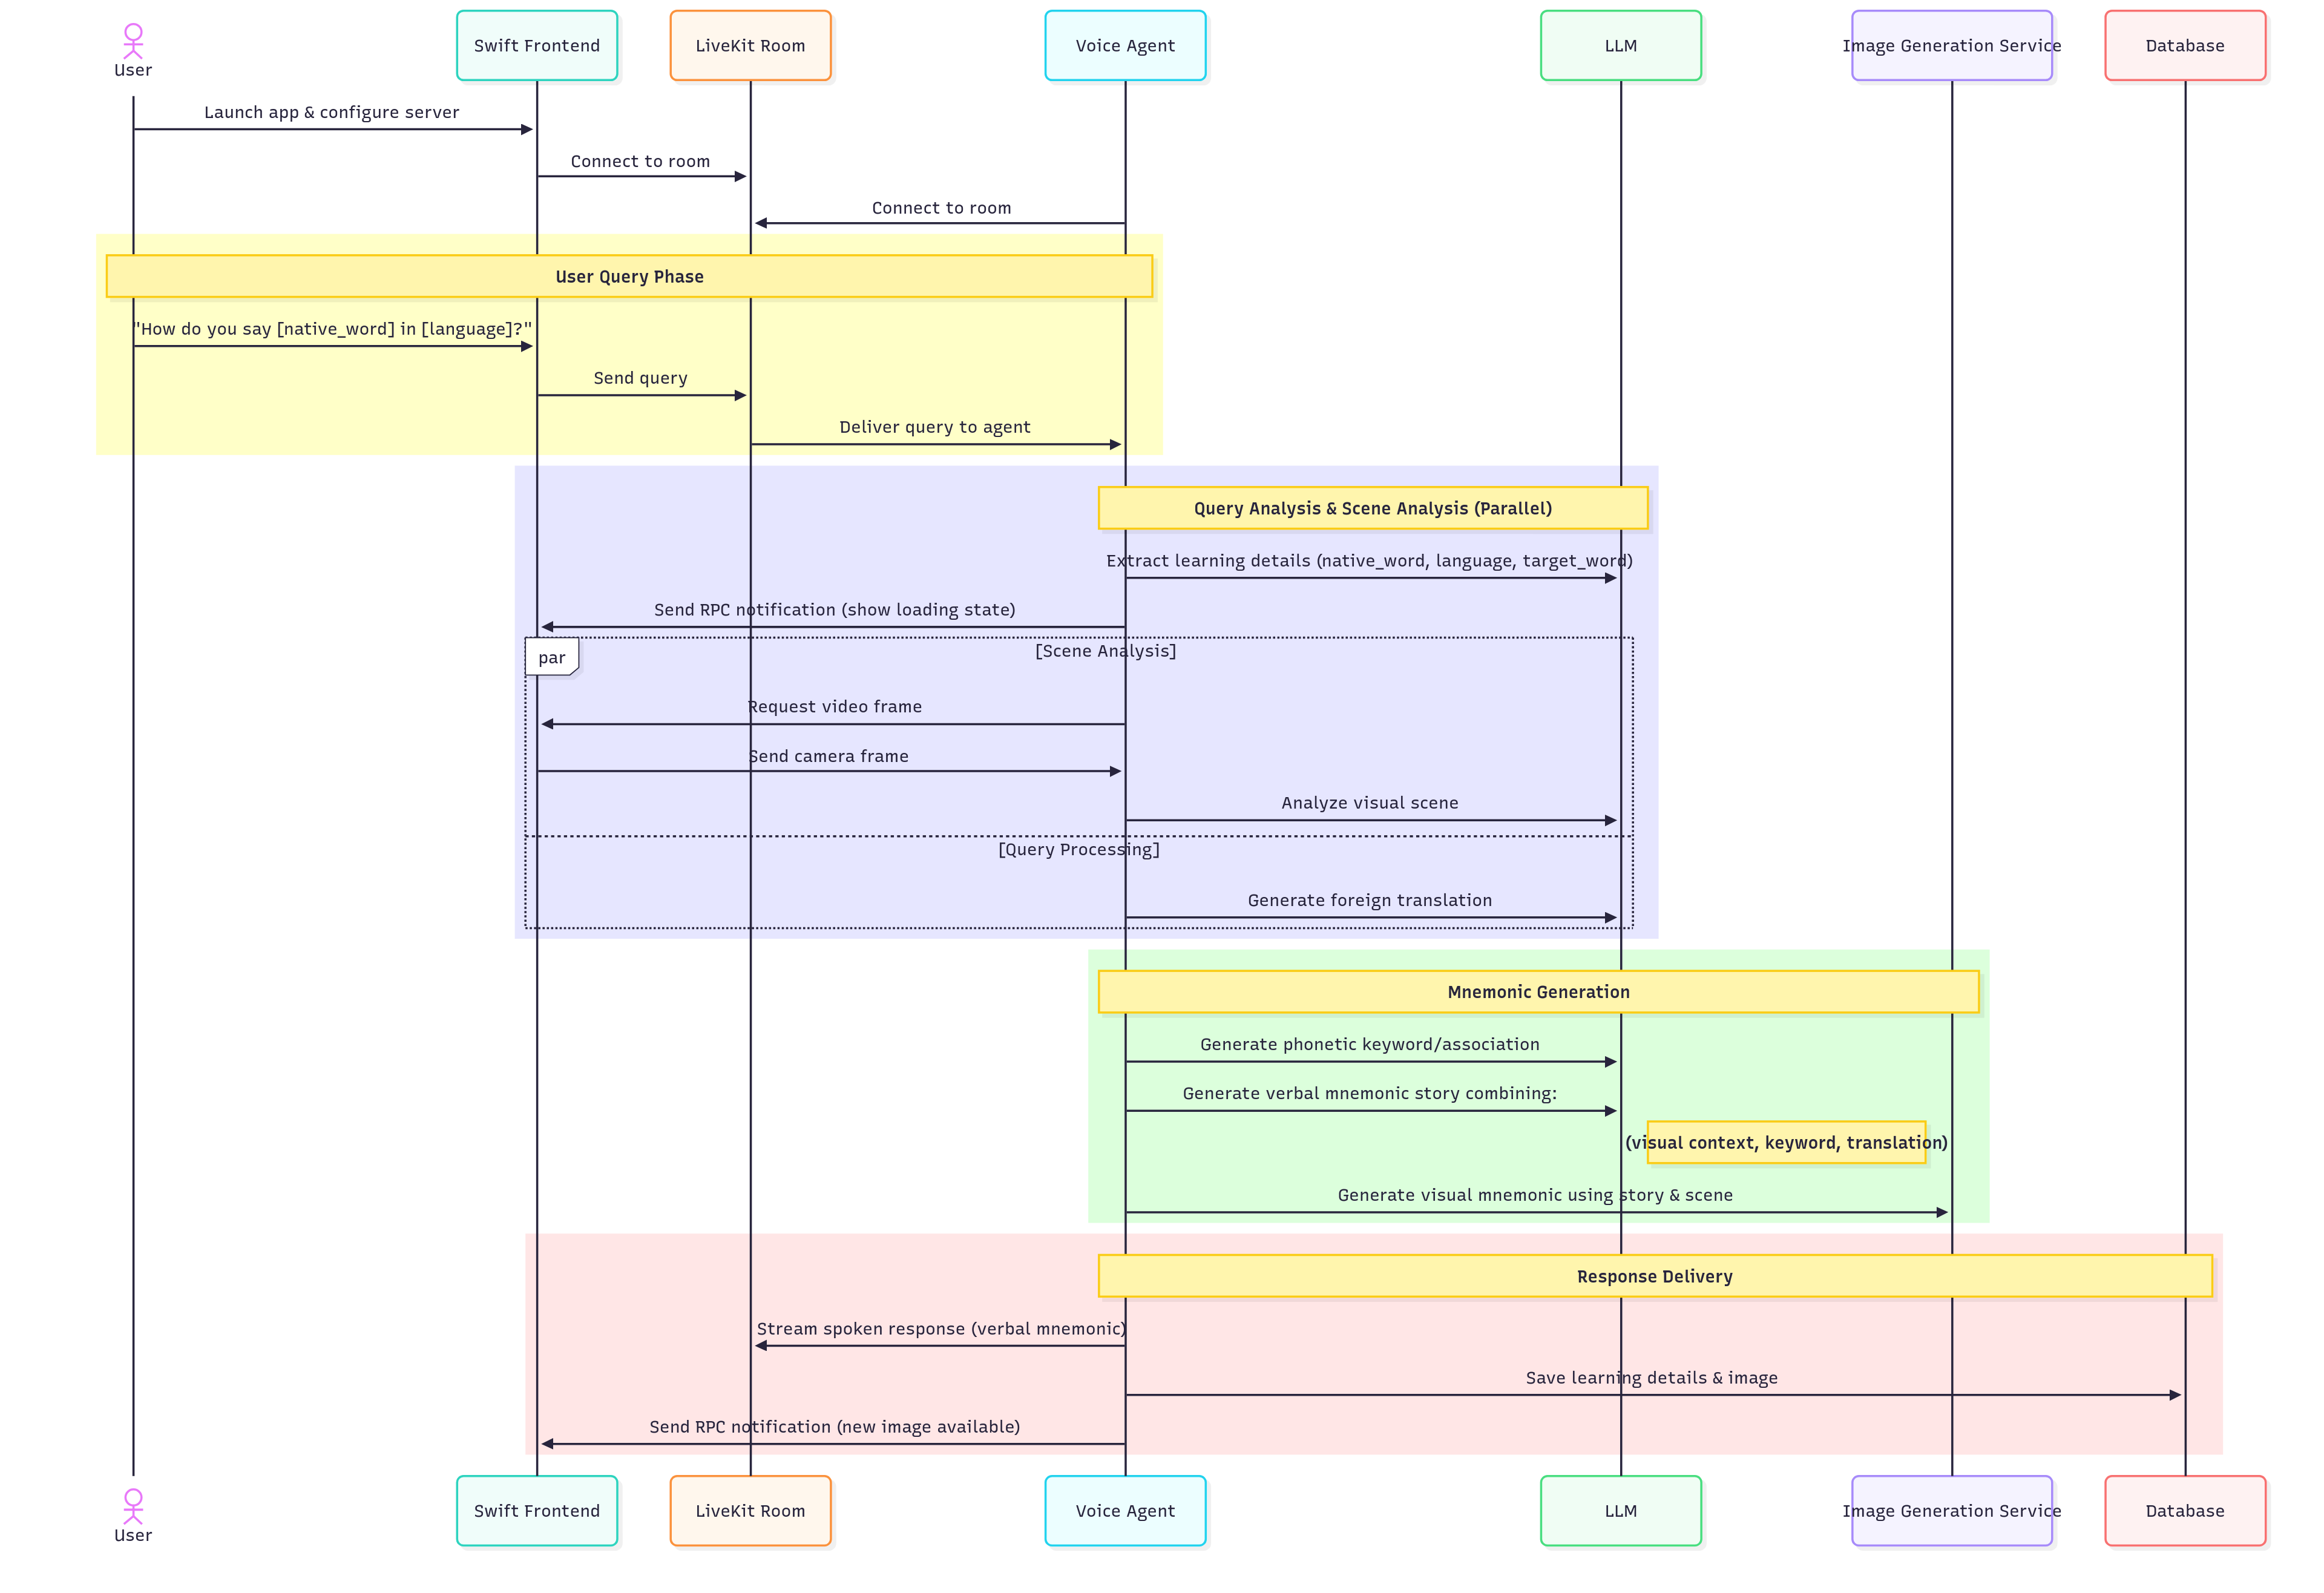 User
Swift Frontend
LiveKit Room
Voice Agent
LLM
Image Generation Service
Database
Launch app & configure server
Connect to room
Connect to room
User Query Phase
"How do you say [native_word] in [language]?"
Send query
Deliver query to agent
Query Analysis & Scene Analysis (Parallel)
Extract learning details (native_word, language, target_word)
Send RPC notification (show loading state)
par
[Scene Analysis]
Request video frame
Send camera frame
Analyze visual scene
[Query Processing]
Generate foreign translation
Mnemonic Generation
Generate phonetic keyword/association
Generate verbal mnemonic story combining:
(visual context, keyword, translation)
Generate visual mnemonic using story & scene
Response Delivery
Stream spoken response (verbal mnemonic)
Save learning details & image
Send RPC notification (new image available)
User
Swift Frontend
LiveKit Room
Voice Agent
LLM
Image Generation Service
Database